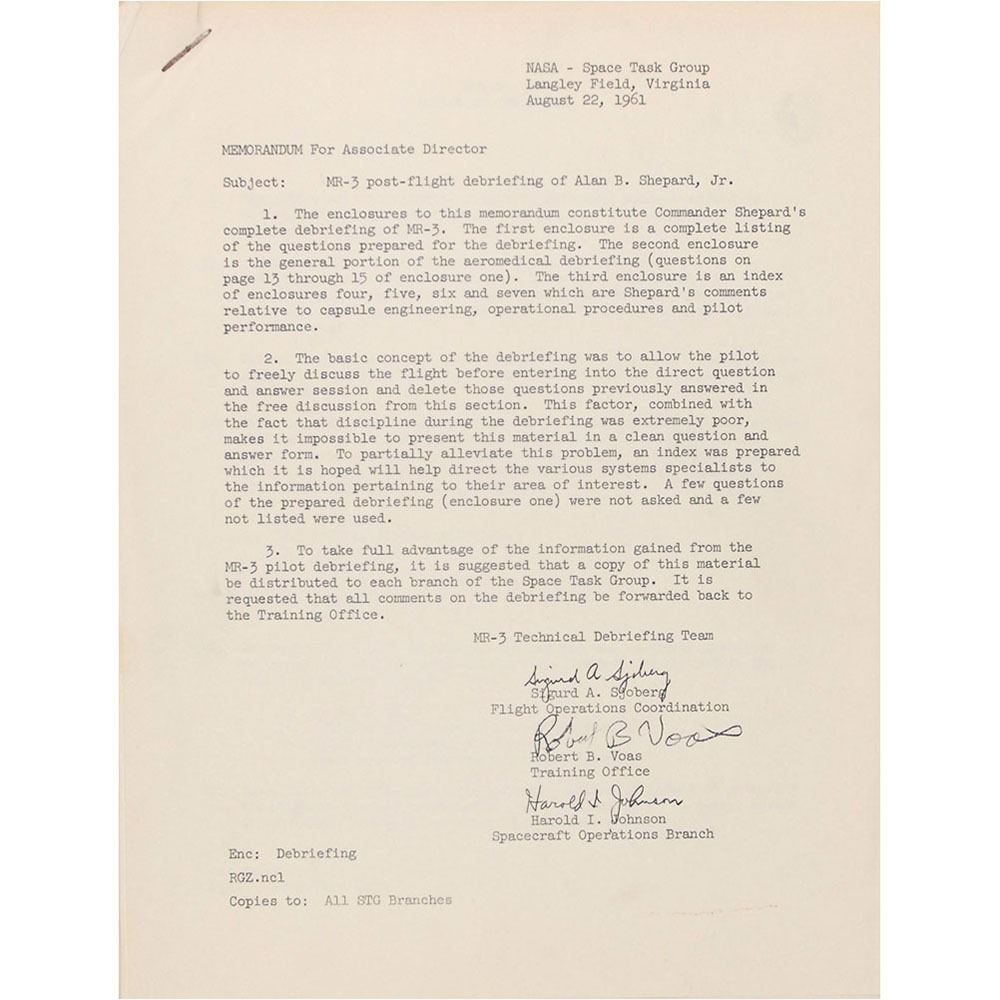 NASA - Space Task Group
Langley Field, Virginia
August 22, 1961
MEMORANDUM For Associate Director
Subject: MR-3 post-flight debriefing of Alan B. Shepard, Jr.
1. The enclosures to this memorandum constitute Commander Shepard's
complete debriefing of MR-3. The first enclosure is a complete listing
of the questions prepared for the debriefing. The second enclosure
is the general portion of the aeromedical debriefing (questions on
page 13 through 15 of enclosure one). The third enclosure is an index
of enclosures four, five, six and seven which are Shepard's comments
relative to capsule engineering, operational procedures and pilot
performance.
2. The basic concept of the debriefing was to allow the pilot
to freely discuss the flight before entering into the direct question
and answer session and delete those questions previously answered in
the free discussion from this section. This factor, combined with
the fact that discipline during the debriefing was extremely poor,
makes it impossible to present this material in a clean question and
answer form. To partially alleviate this problem, an index was prepared
which it is hoped will help direct the various systems specialists to
the information pertaining to their area of interest. A few questions
of the prepared debriefing (enclosure one) were not asked and a few
not listed were used.
3. To take full advantage of the information gained from the
MR-3 pilot debriefing, it is suggested that a copy of this material
be distributed to each branch of the Space Task Group. It is
requested that all comments on the debriefing be forwarded back to
the Training Office.
MR-3 Technical Debriefing Team
Sigurd A Sjoberg
Sigurd A. Sjoberg
Flight Operations Coordination
Robert B Voas
Robert B. Voas
Training Office
Harold I Johnson
Harold I. Johnson
Spacecraft Operations Branch
Enc: Debriefing
RGZ.ncl
Copies to: All STG Branches